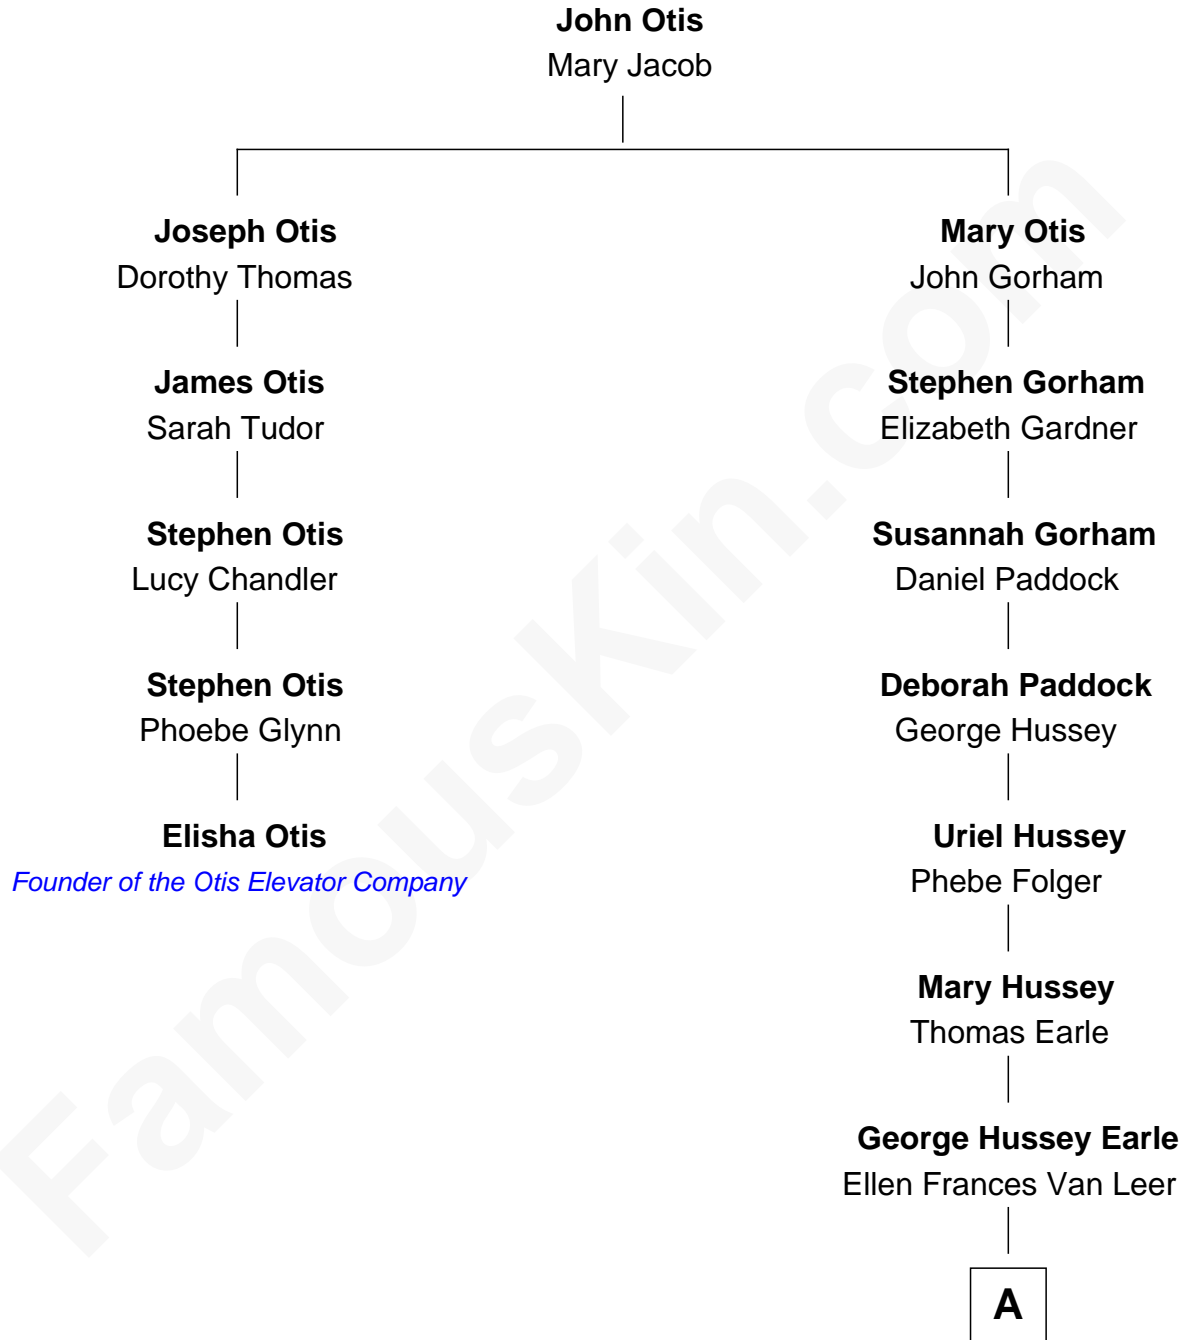 John Otis
Mary Jacob
Joseph Otis
Dorothy Thomas
James Otis
Sarah Tudor
Stephen Otis
Lucy Chandler
Stephen Otis
Phoebe Glynn
Elisha Otis
Founder of the Otis Elevator Company
Mary Otis
John Gorham
Stephen Gorham
Elizabeth Gardner
Susannah Gorham
Daniel Paddock
Deborah Paddock
George Hussey
Uriel Hussey
Phebe Folger
Mary Hussey
Thomas Earle
George Hussey Earle
Ellen Frances Van Leer
A
FamousKin.com